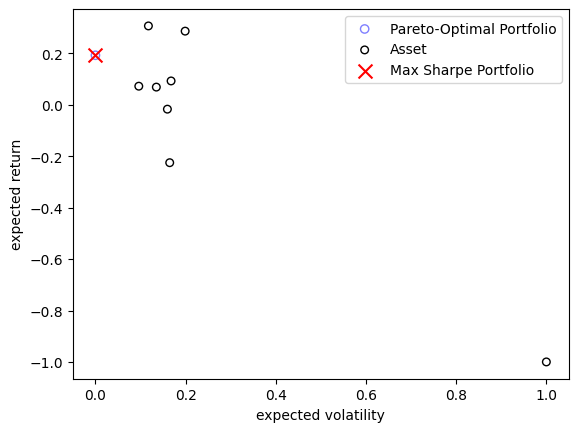 Pareto-Optimal Portfolio
Asset
Max Sharpe Portfolio
0.2
0.0
−0.2
−0.4
−0.6
−0.8
−1.0
expected return
0.0 0.2 0.4 0.6 0.8 1.0
expected volatility